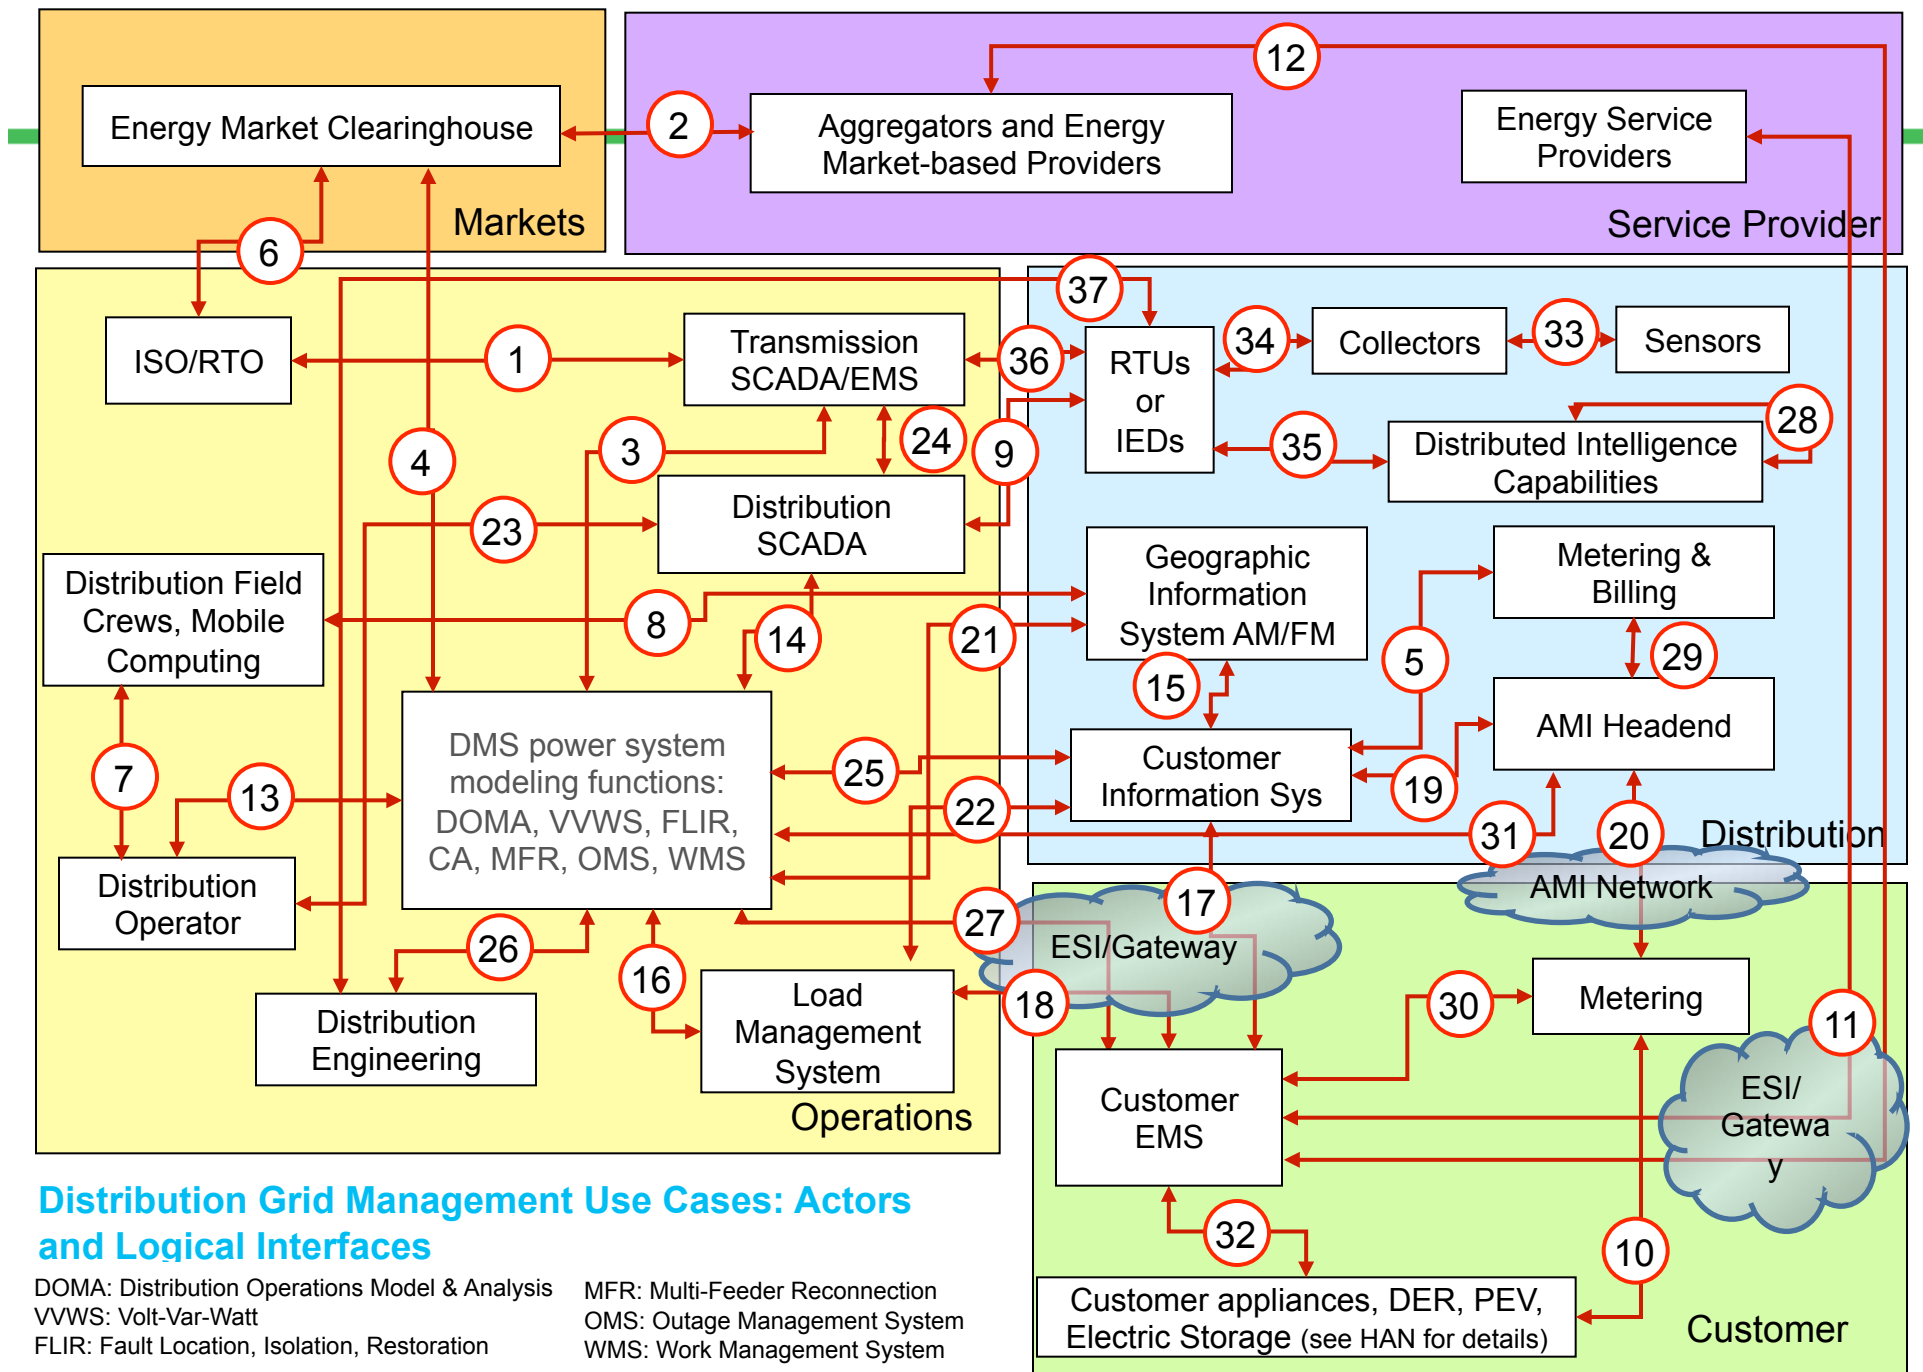 12
Energy Market Clearinghouse
2
Aggregators and Energy
Market-based Providers
Energy Service
Providers
Markets
Service Provider
6
37
ISO/RTO
1
Transmission
SCADA/EMS
36
RTUs
or
IEDs
34
Collectors
33
Sensors
4
3
24
9
35
Distributed Intelligence
Capabilities
28
23
Distribution
SCADA
Distribution Field
Crews, Mobile
Computing
8
14
21
Geographic
Information
System AM/FM
Metering &
Billing
5
29
15
7
13
DMS power system
modeling functions:
DOMA, VVWS, FLIR,
CA, MFR, OMS, WMS
25
22
Customer
Information Sys
19
AMI Headend
31
20
Distribution
Distribution
Operator
AMI Network
26
16
27
17
ESI/Gateway
18
30
Metering
11
Distribution
Engineering
Load
Management
System
Operations
Customer
EMS
ESI/
Gatewa
y
32
10
Customer appliances, DER, PEV,
Electric Storage (see HAN for details)
Customer
Distribution Grid Management Use Cases: Actors
and Logical Interfaces
DOMA: Distribution Operations Model & Analysis
VVWS: Volt-Var-Watt
FLIR: Fault Location, Isolation, Restoration
MFR: Multi-Feeder Reconnection
OMS: Outage Management System
WMS: Work Management System